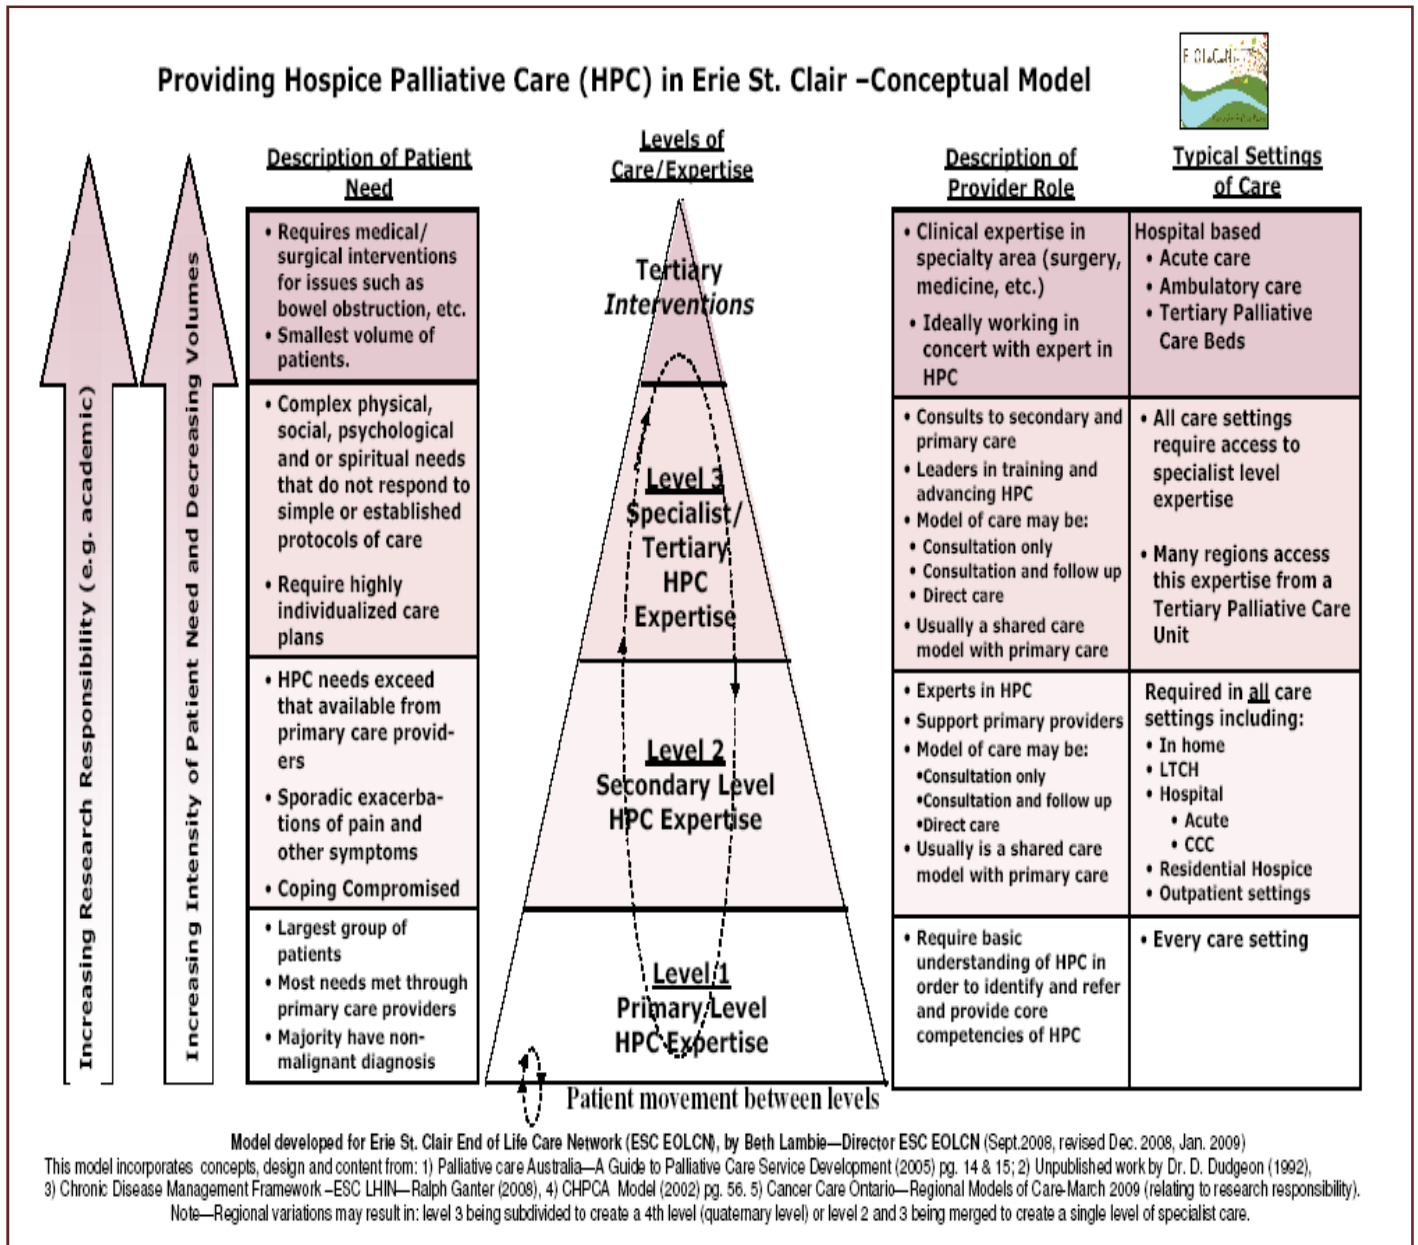 Providing Hospice Palliative Care (HPC) in Erie St. Clair –Conceptual Model
Increasing Research Responsibility (e.g. academic)
Increasing Intensity of Patient Need and Decreasing Volumes
Description of Patient
Need
• Requires medical/
surgical interventions
for issues such as
bowel obstruction, etc.
• Smallest volume of
patients.
• Complex physical,
social, psychological
and or spiritual needs
that do not respond to
simple or established
protocols of care
• Require highly
individualized care
plans
• HPC needs exceed
that available from
primary care provid-
ers
• Sporadic exacerba-
tions of pain and
other symptoms
• Coping Compromised
• Largest group of
patients
• Most needs met through
primary care providers
• Majority have non-
malignant diagnosis
Levels of
Care/Expertise
Tertiary
Interventions
Level 3
Specialist/
Tertiary
HPC
Expertise
Level 2
Secondary Level
HPC Expertise
Level 1
Primary Level
HPC Expertise
Patient movement between levels
Description of
Provider Role
• Clinical expertise in
specialty area (surgery,
medicine, etc.)
• Ideally working in
concert with expert in
HPC
• Consults to secondary and
primary care
• Leaders in training and
advancing HPC
• Model of care may be:
• Consultation only
• Consultation and follow up
• Direct care
• Usually a shared care
model with primary care
• Experts in HPC
• Support primary providers
• Model of care may be:
•Consultation only
•Consultation and follow up
•Direct care
• Usually is a shared care
model with primary care
• Require basic
understanding of HPC in
order to identify and refer
and provide core
competencies of HPC
Typical Settings
of Care
Hospital based
• Acute care
• Ambulatory care
• Tertiary Palliative
Care Beds
• All care settings
require access to
specialist level
expertise
• Many regions access
this expertise from a
Tertiary Palliative Care
Unit
Required in all care
settings including:
• In home
• LTCH
• Hospital
• Acute
• CCC
• Residential Hospice
• Outpatient settings
• Every care setting
Model developed for Erie St. Clair End of Life Care Network (ESC EOLCN), by Beth Lambie—Director ESC EOLCN (Sept.2008, revised Dec. 2008, Jan. 2009)
This model incorporates concepts, design and content from: 1) Palliative care Australia—A Guide to Palliative Care Service Development (2005) pg. 14 & 15; 2) Unpublished work by Dr. D. Dudgeon (1992),
3) Chronic Disease Management Framework –ESC LHIN—Ralph Ganter (2008), 4) CHPCA Model (2002) pg. 56. 5) Cancer Care Ontario—Regional Models of Care-March 2009 (relating to research responsibility).
Note—Regional variations may result in: level 3 being subdivided to create a 4th level (quaternary level) or level 2 and 3 being merged to create a single level of specialist care.